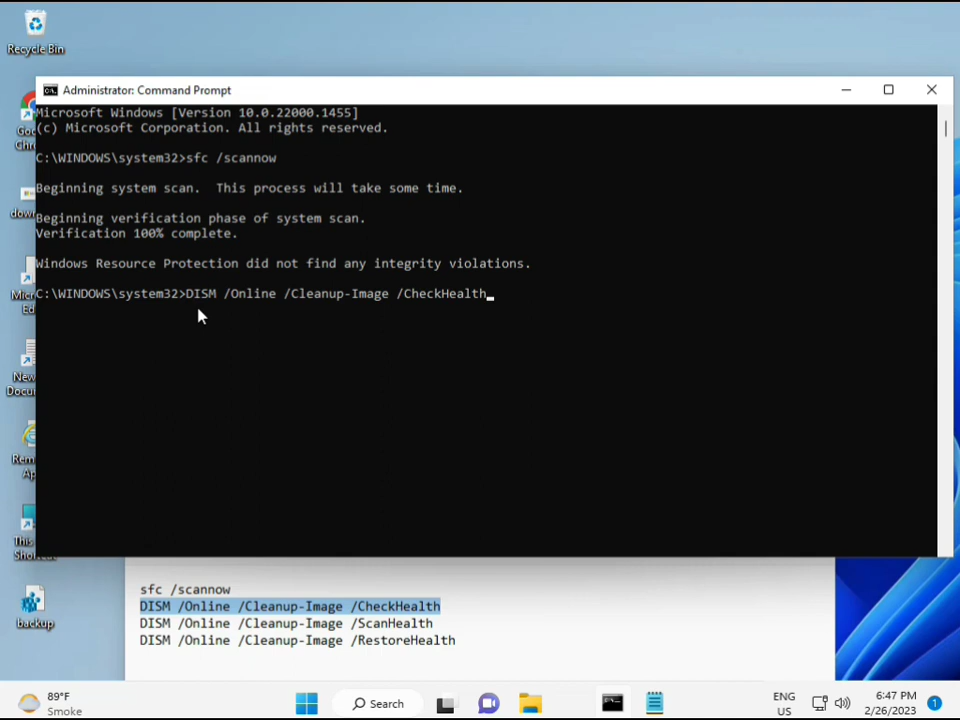 Recycle Bin
Administrator: Command Prompt
Microsoft Windows [Version 10.0.22000.1455]
(c) Microsoft Corporation. All rights reserved.
C:\WINDOWS\system32>sfc /scannow
Beginning system scan.  This process will take some time.
Beginning verification phase of system scan.
Verification 100% complete.
Windows Resource Protection did not find any integrity violations.
C:\WINDOWS\system32>DISM /Online /Cleanup-Image /CheckHealth
backup
sfc /scannow
DISM /Online /Cleanup-Image /CheckHealth
DISM /Online /Cleanup-Image /ScanHealth
DISM /Online /Cleanup-Image /RestoreHealth
89°F
Smoke
Search
ENG
US
6:47 PM
2/26/2023
1